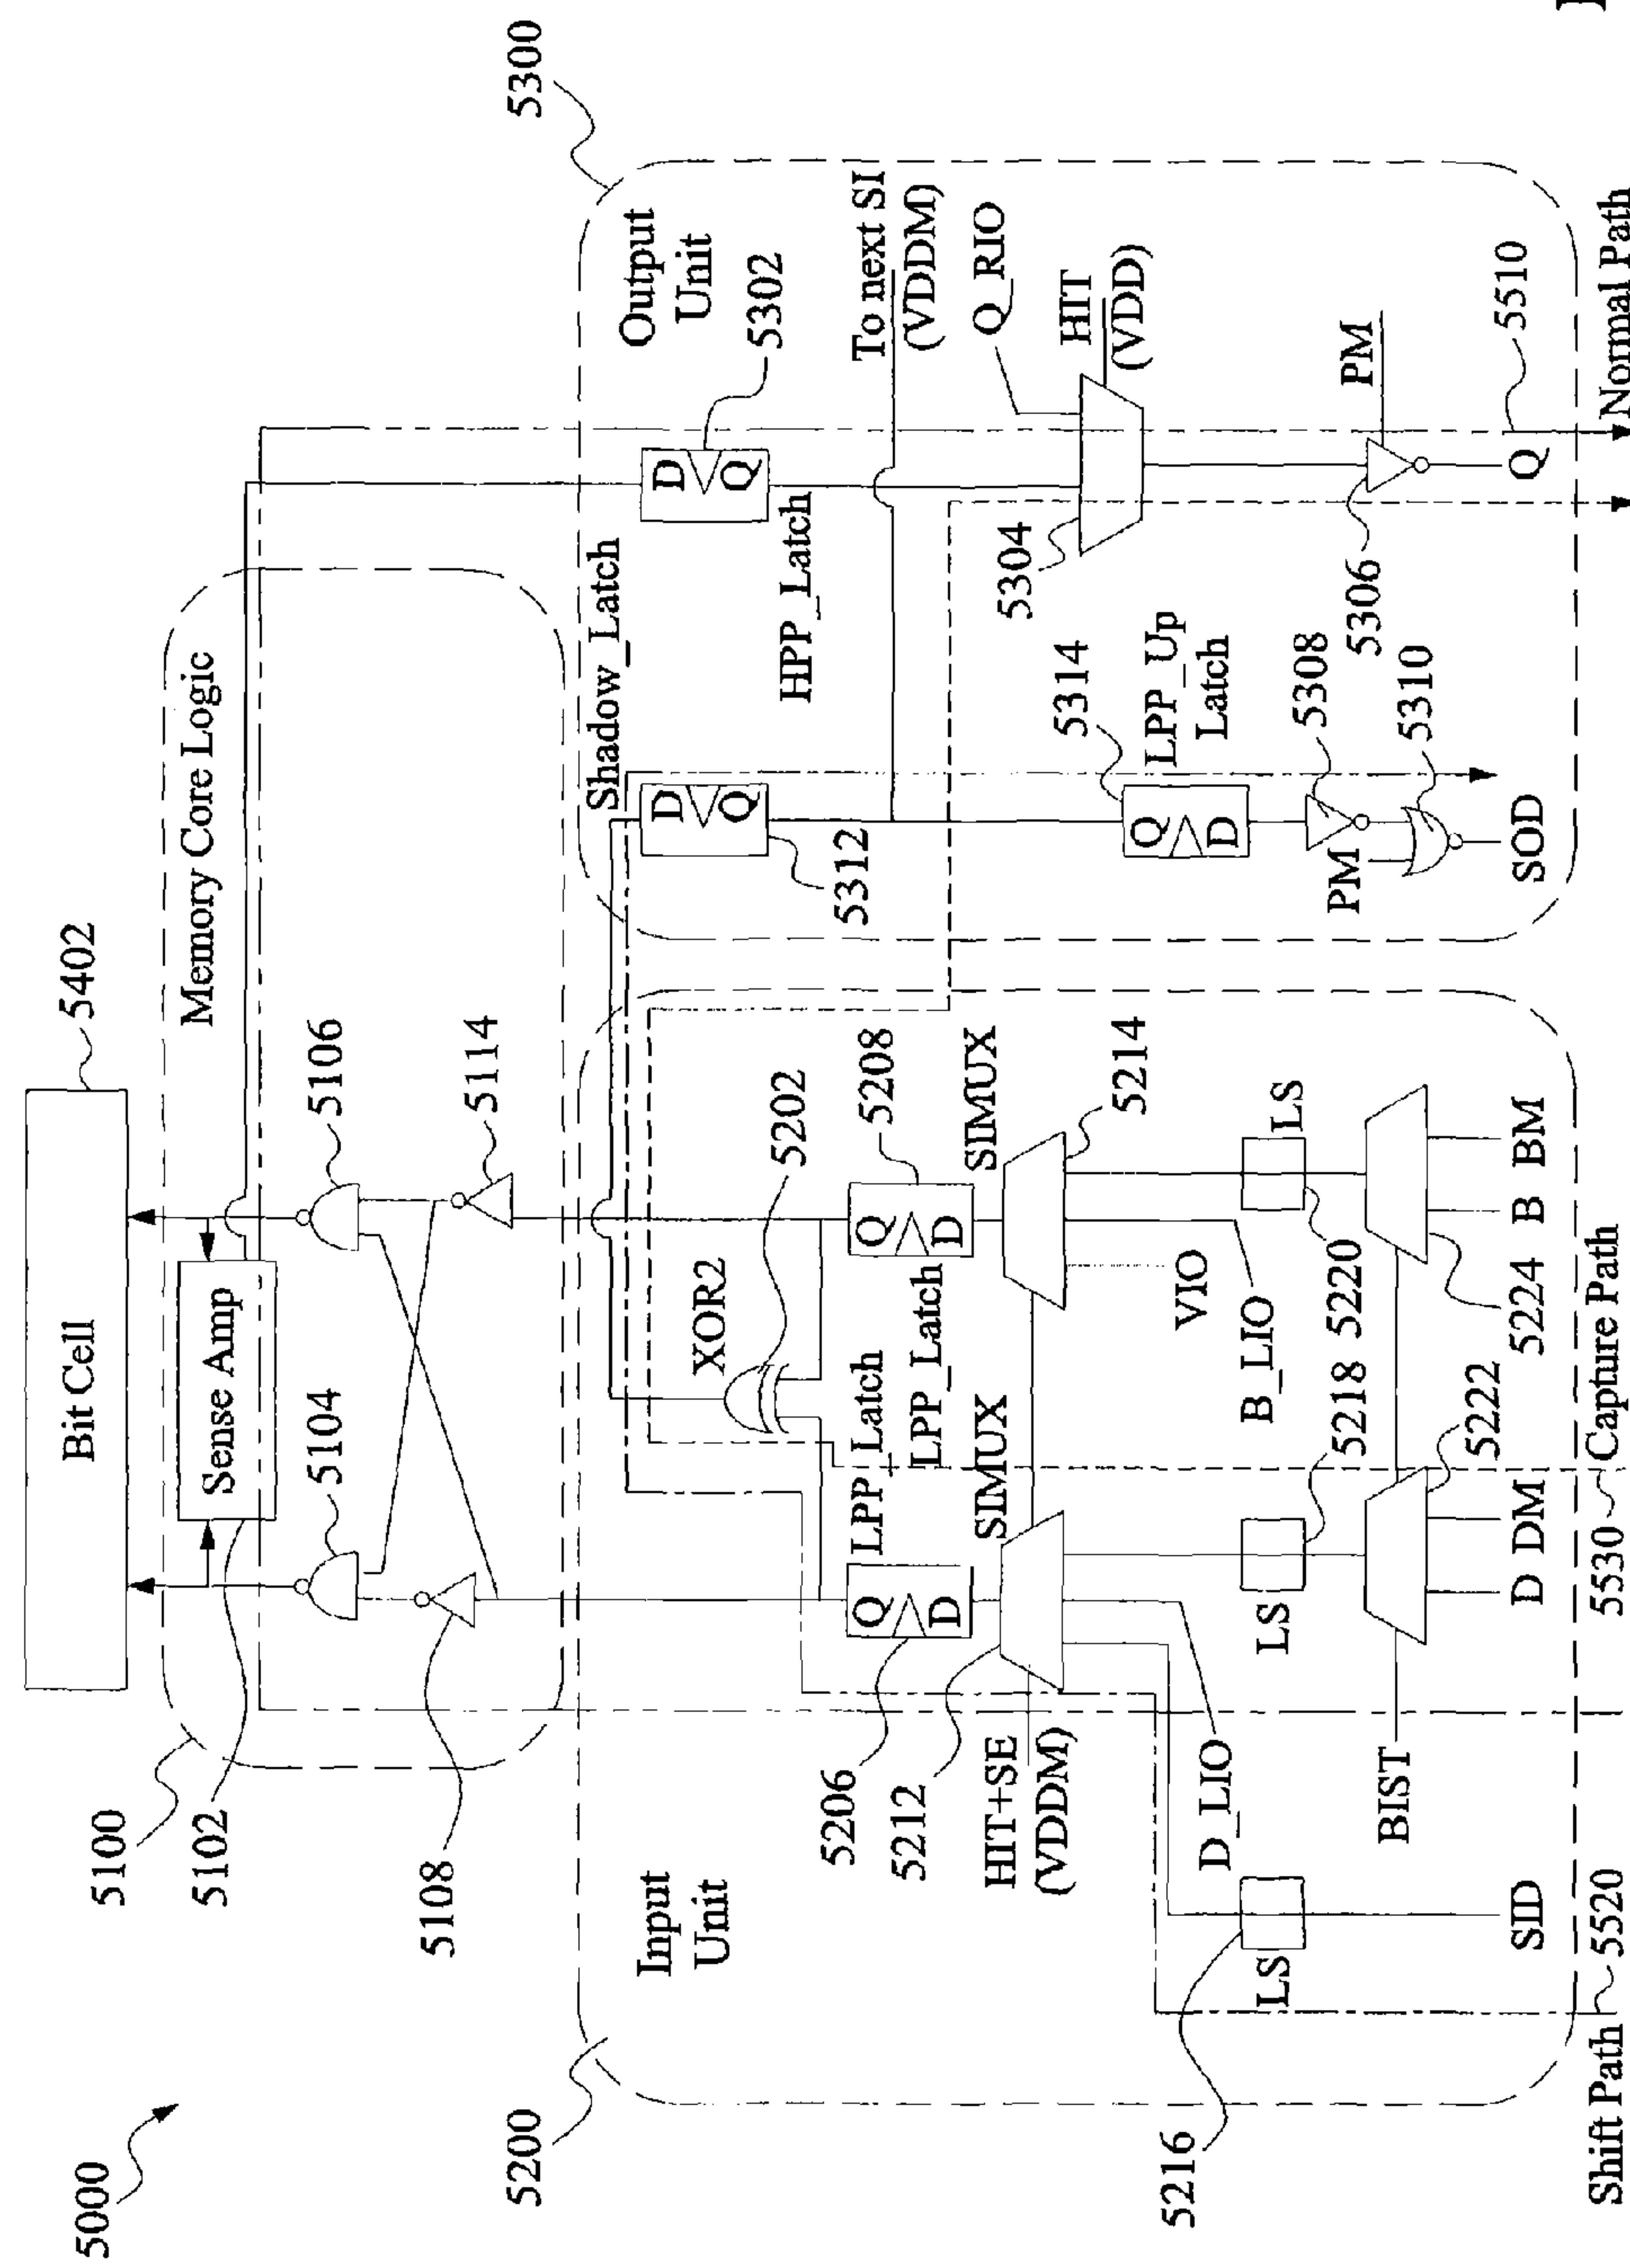 5000
5402
Bit Cell
Memory Core Logic
5100
5102
Sense Amp
5104
5106
5108
5114
5200
Input
Unit
5300
Output
Unit
Shadow_Latch
5302
D
Q
HPP_Latch
D
Q
5312
XOR2
5202
To next SI
(VDDM)
5206
Q
D
LPP_Latch
Q
D
LPP_Latch
5208
5212
SIMUX
SIMUX
5214
HIT+SE
(VDDM)
Q_RIO
5304
HIT
(VDD)
5314
Q
D
LPP_Up
Latch
D_LIO
B_LIO
VIO
5216
LS
LS
5218
5220
LS
5308
5306
PM
PM
5310
BIST
5222
5224
SID
D
DM
B
BM
SOD
Q
5510
Shift Path
5520
5530
Capture Path
Normal Path